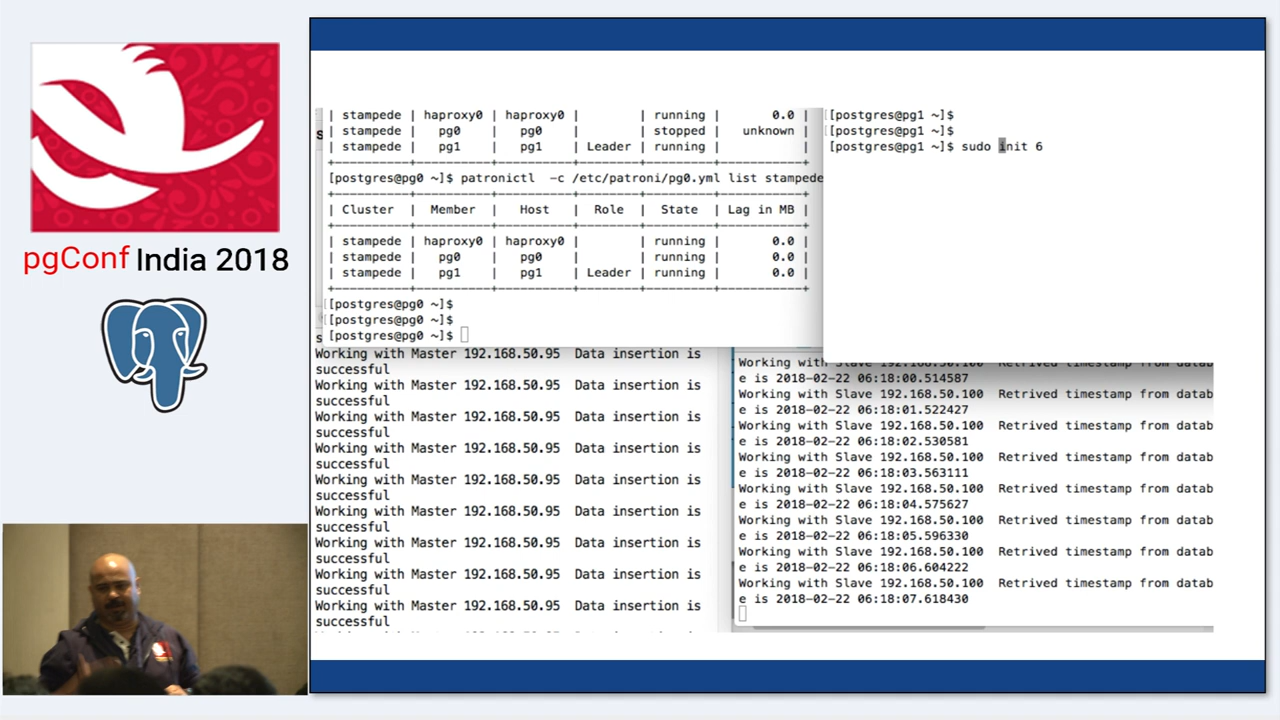 pgConf India 2018
| stampede | haproxy0 | haproxy0 | | running | 0.0 |
| stampede | pg0 | pg0 | | stopped | unknown |
| stampede | pg1 | pg1 | Leader | running |
[postgres@pg0 ~]$ patronictl -c /etc/patroni/pg0.yml list stampede
| Cluster | Member | Host | Role | State | Lag in MB |
| stampede | haproxy0 | haproxy0 | | running | 0.0 |
| stampede | pg0 | pg0 | | running | 0.0 |
| stampede | pg1 | pg1 | Leader | running | 0.0 |
[postgres@pg0 ~]$
[postgres@pg0 ~]$
[postgres@pg0 ~]$
[postgres@pg1 ~]$
[postgres@pg1 ~]$
[postgres@pg1 ~]$ sudo init 6
Working with Master 192.168.50.95 Data insertion is
successful
Working with Master 192.168.50.95 Data insertion is
successful
Working with Master 192.168.50.95 Data insertion is
successful
Working with Master 192.168.50.95 Data insertion is
successful
Working with Master 192.168.50.95 Data insertion is
successful
Working with Master 192.168.50.95 Data insertion is
successful
Working with Master 192.168.50.95 Data insertion is
successful
Working with Master 192.168.50.95 Data insertion is
successful
Working with Master 192.168.50.95 Data insertion is
successful
Working with Slave 192.168.50.100 Retrived timestamp from datab
e is 2018-02-22 06:18:00.514587
Working with Slave 192.168.50.100 Retrived timestamp from datab
e is 2018-02-22 06:18:01.522427
Working with Slave 192.168.50.100 Retrived timestamp from datab
e is 2018-02-22 06:18:02.530581
Working with Slave 192.168.50.100 Retrived timestamp from datab
e is 2018-02-22 06:18:03.563111
Working with Slave 192.168.50.100 Retrived timestamp from datab
e is 2018-02-22 06:18:04.575627
Working with Slave 192.168.50.100 Retrived timestamp from datab
e is 2018-02-22 06:18:05.596330
Working with Slave 192.168.50.100 Retrived timestamp from datab
e is 2018-02-22 06:18:06.604222
Working with Slave 192.168.50.100 Retrived timestamp from datab
e is 2018-02-22 06:18:07.618430